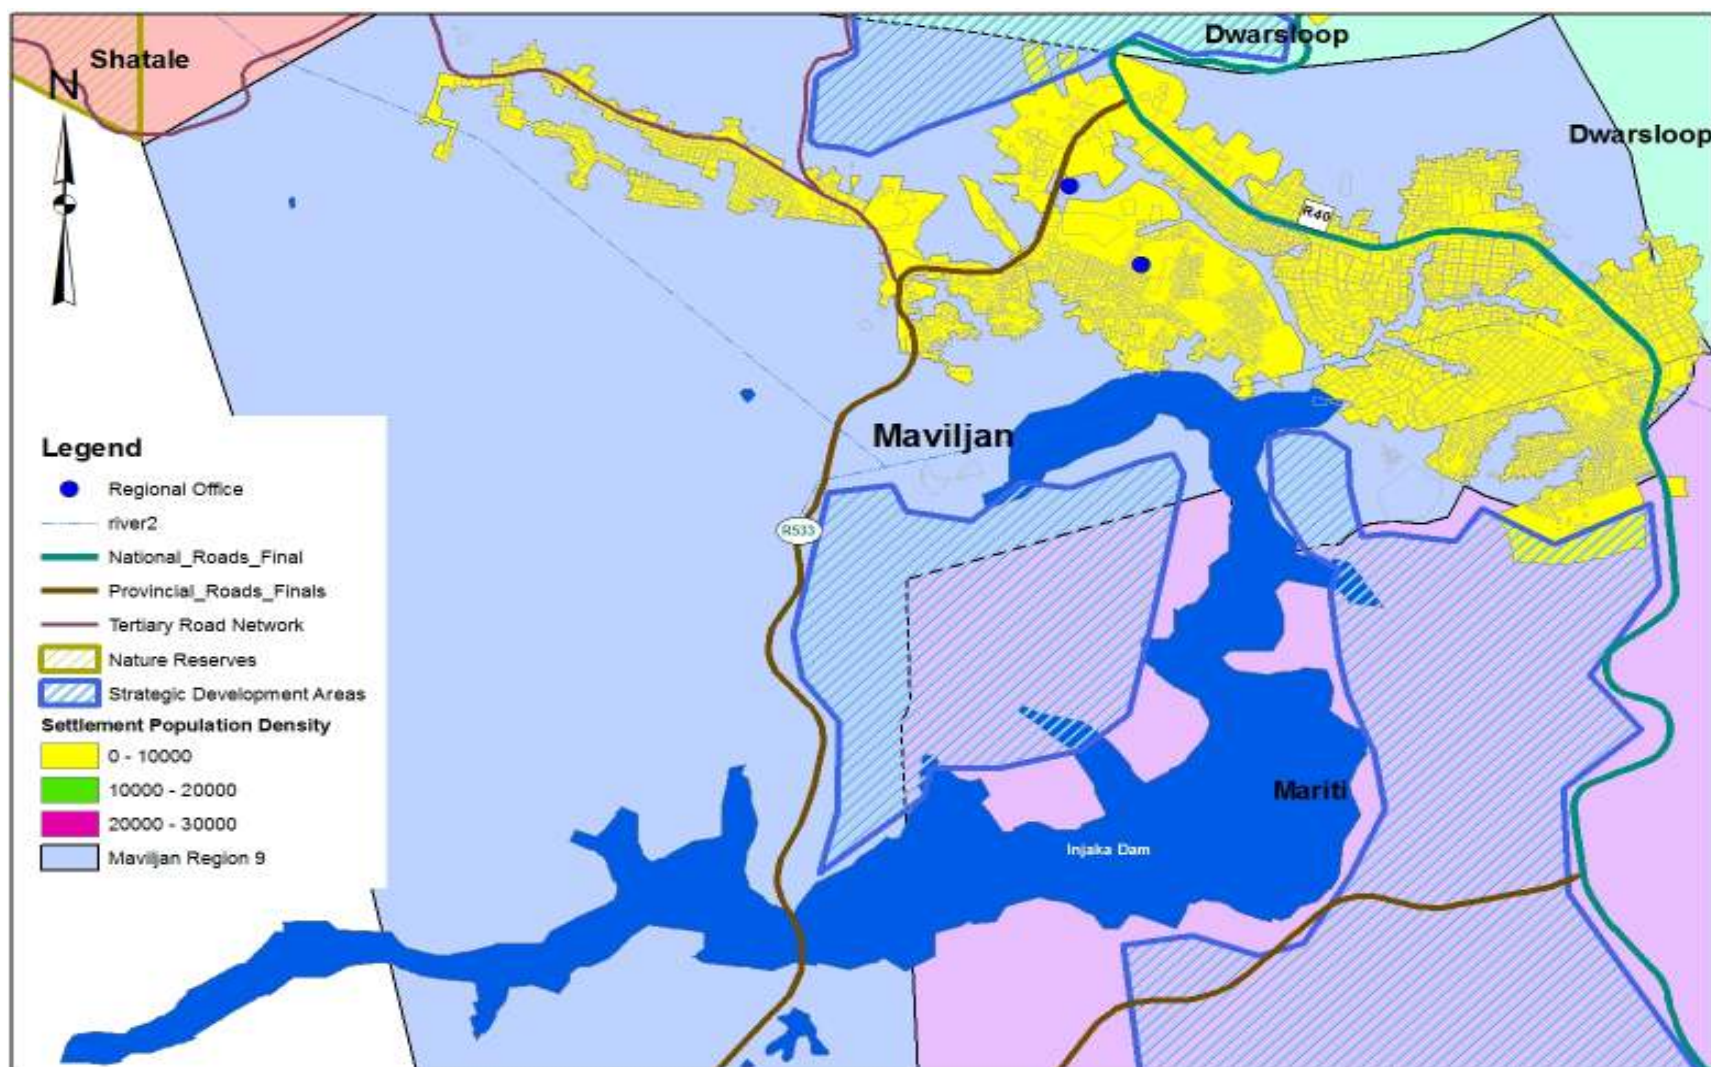 Dwarsloop
Shatale
N
Dwarsloop
R40
Maviljan
Legend
Regional Office
river2
R533
National_Roads_Final
Provincial_Roads_Finals
Tertiary Road Network
Nature Reserves
Strategic Development Areas
Settlement Population Density
0 - 10000
10000 - 20000
Mariti
20000 - 30000
Injaka Dam
Maviljan Region 9